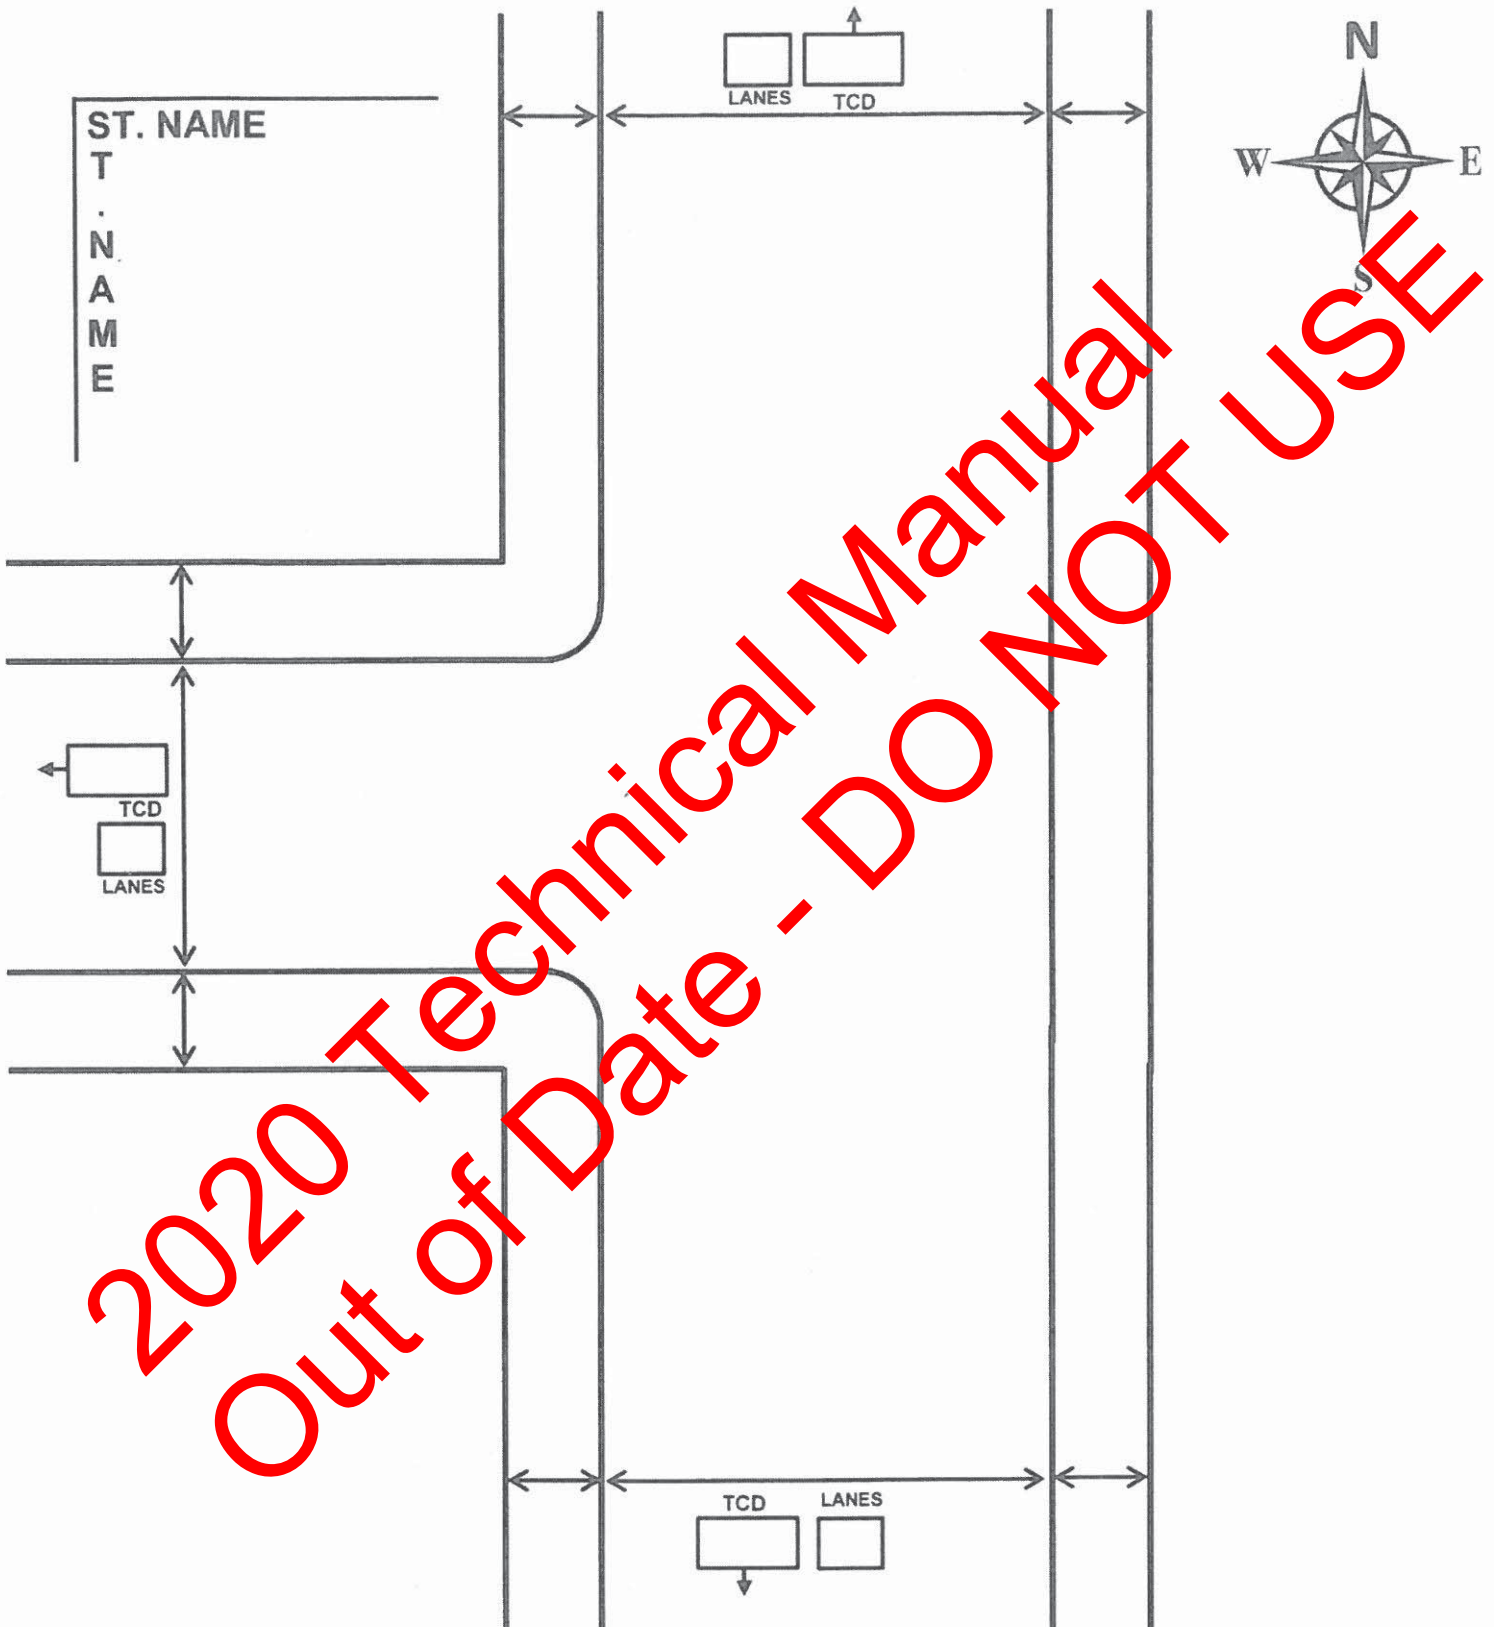 LANES
TCD
N
W
E
S
ST. NAME
T
.
N
A
M
E
TCD
LANES
2020 Technical Manual
Out of Date - DO NOT USE
TCD
LANES